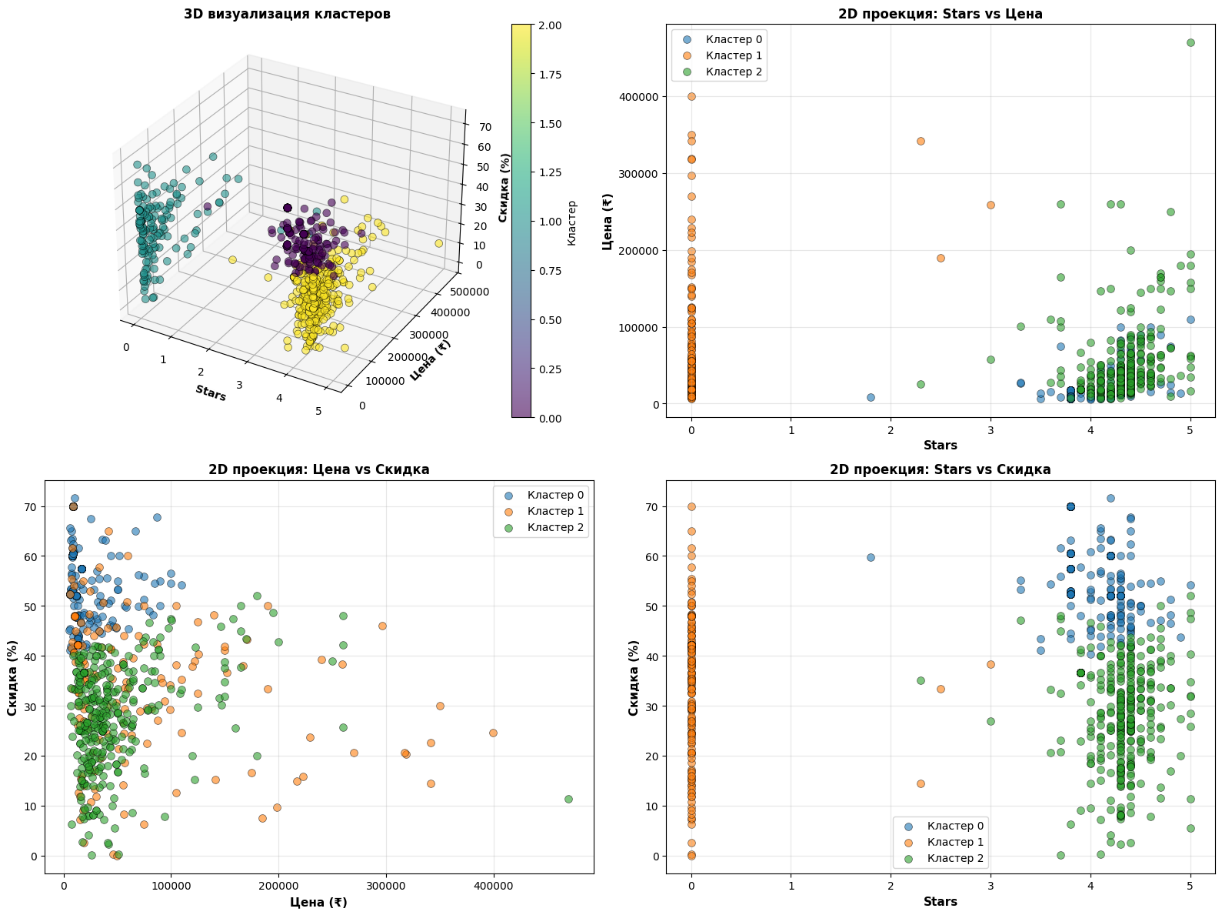 3D визуализация кластеров
70
60
50
40
30
20
10
0
Скидка (%)
0
1
2
3
4
5
Stars
0
100000
200000
300000
400000
500000
Цена (₹)
2.00
1.75
1.50
1.25
1.00
0.75
0.50
0.25
0.00
Кластер
2D проекция: Stars vs Цена
Кластер 0
Кластер 1
Кластер 2
400000
300000
200000
100000
0
Цена (₹)
0 1 2 3 4 5
Stars
2D проекция: Цена vs Скидка
Кластер 0
Кластер 1
Кластер 2
70
60
50
40
30
20
10
0
Скидка (%)
0 100000 200000 300000 400000
Цена (₹)
2D проекция: Stars vs Скидка
70
60
50
40
30
20
10
0
Скидка (%)
Кластер 0
Кластер 1
Кластер 2
0 1 2 3 4 5
Stars